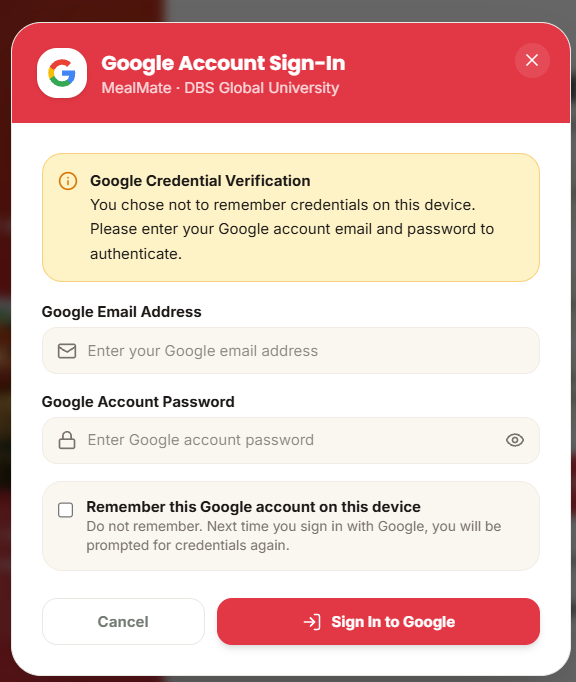 Google Account Sign-In
MealMate · DBS Global University
Google Credential Verification
You chose not to remember credentials on this device.
Please enter your Google account email and password to
authenticate.
Google Email Address
Enter your Google email address
Google Account Password
Enter Google account password
Remember this Google account on this device
Do not remember. Next time you sign in with Google, you will be
prompted for credentials again.
Cancel
Sign In to Google